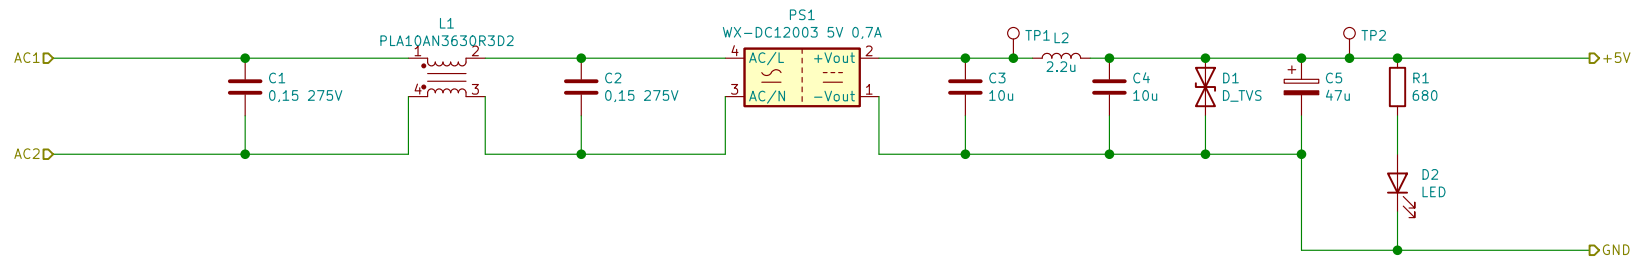 AC1
AC2
C1
0,15 275V
L1
PLA10AN3630R3D2
1
2
4
3
C2
0,15 275V
PS1
WX-DC12003 5V 0,7A
4
AC/L
+Vout
2
3
AC/N
-Vout
1
C3
10u
TP1
L2
2.2u
C4
10u
D1
D_TVS
+
C5
47u
TP2
R1
680
D2
LED
+5V
GND